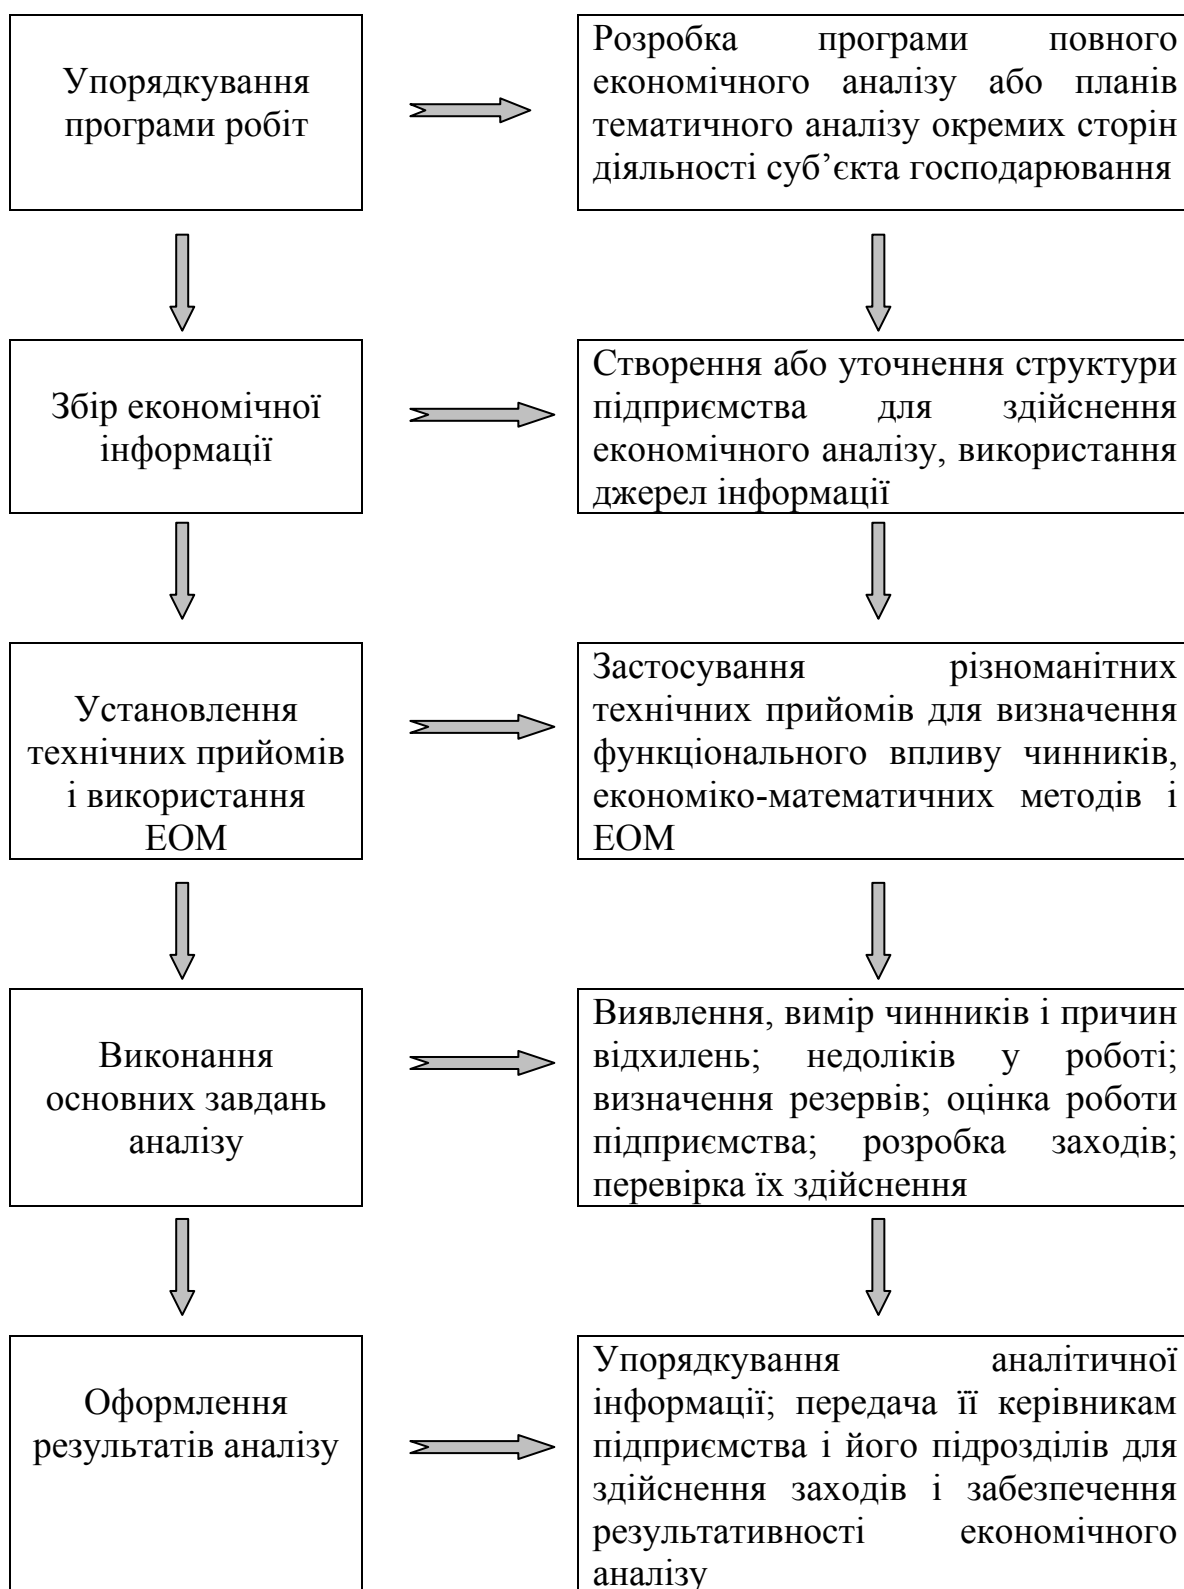 Упорядкування
програми робіт
Розробка програми повного
економічного аналізу або планів
тематичного аналізу окремих сторін
діяльності суб’єкта господарювання
Збір економічної
інформації
Створення або уточнення структури
підприємства для здійснення
економічного аналізу, використання
джерел інформації
Установлення
технічних прийомів
і використання
ЕОМ
Застосування різноманітних
технічних прийомів для визначення
функціонального впливу чинників,
економіко-математичних методів і
ЕОМ
Виконання
основних завдань
аналізу
Виявлення, вимір чинників і причин
відхилень; недоліків у роботі;
визначення резервів; оцінка роботи
підприємства; розробка заходів;
перевірка їх здійснення
Оформлення
результатів аналізу
Упорядкування аналітичної
інформації; передача її керівникам
підприємства і його підрозділів для
здійснення заходів і забезпечення
результативності економічного
аналізу